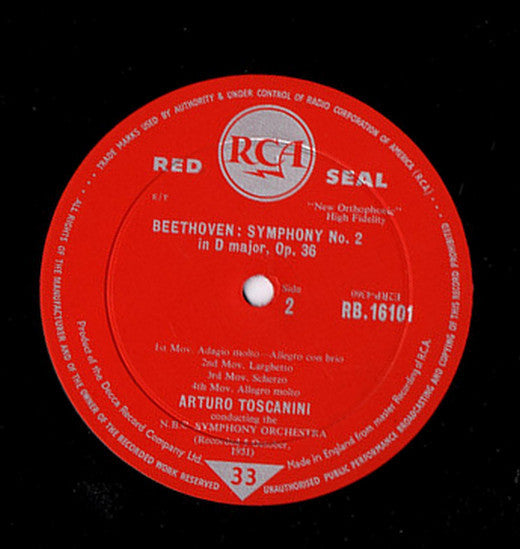 TRADE MARKS USED BY AUTHORITY & UNDER CONTROL OF RADIO CORPORATION OF AMERICA (RCA)
ALL RIGHTS OF THE MANUFACTURER AND OF THE OWNER OF THE RECORDED WORK RESERVED
UNAUTHORISED PUBLIC PERFORMANCE BROADCASTING AND COPYING OF THIS RECORD PROHIBITED
RCA
RED SEAL
"New Orthophonic"
High Fidelity
BEETHOVEN: SYMPHONY No. 2
in D major, Op. 36
Side
2
RB.16101
1st Mov. Adagio molto—Allegro con brio
2nd Mov. Larghetto
3rd Mov. Scherzo
4th Mov. Allegro molto
ARTURO TOSCANINI
conducting the
N.B.C. SYMPHONY ORCHESTRA
(Recorded October,
1951)
Product of the Decca Record Company Ltd.
Made in England from master Recording of R.C.A.
33